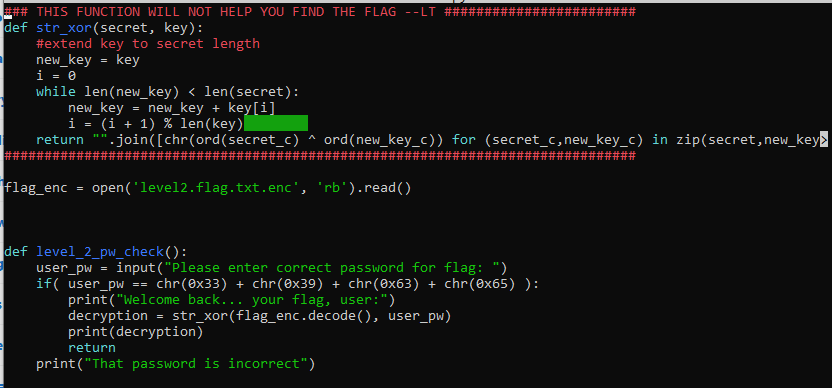 ### THIS FUNCTION WILL NOT HELP YOU FIND THE FLAG --LT ########################
def str_xor(secret, key):
    #extend key to secret length
    new_key = key
    i = 0
    while len(new_key) < len(secret):
        new_key = new_key + key[i]
        i = (i + 1) % len(key)
    return "".join([chr(ord(secret_c) ^ ord(new_key_c)) for (secret_c,new_key_c) in zip(secret,new_key>
###############################################################################

flag_enc = open('level2.flag.txt.enc', 'rb').read()



def level_2_pw_check():
    user_pw = input("Please enter correct password for flag: ")
    if( user_pw == chr(0x33) + chr(0x39) + chr(0x63) + chr(0x65) ):
        print("Welcome back... your flag, user:")
        decryption = str_xor(flag_enc.decode(), user_pw)
        print(decryption)
        return
    print("That password is incorrect")